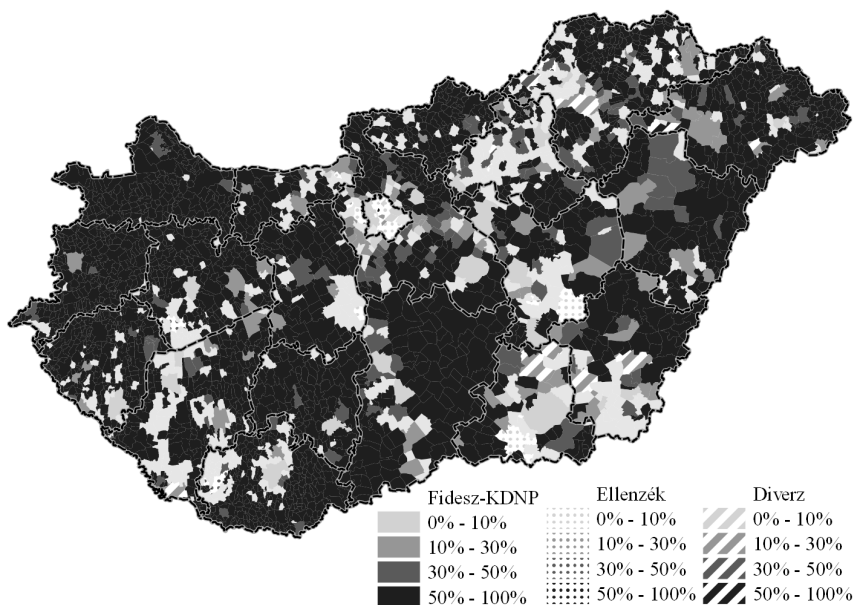 Fidesz-KDNP Ellenzék Diverz
0% - 10% 0% - 10% 0% - 10%
10% - 30% 10% - 30% 10% - 30%
30% - 50% 30% - 50% 30% - 50%
50% - 100% 50% - 100% 50% - 100%